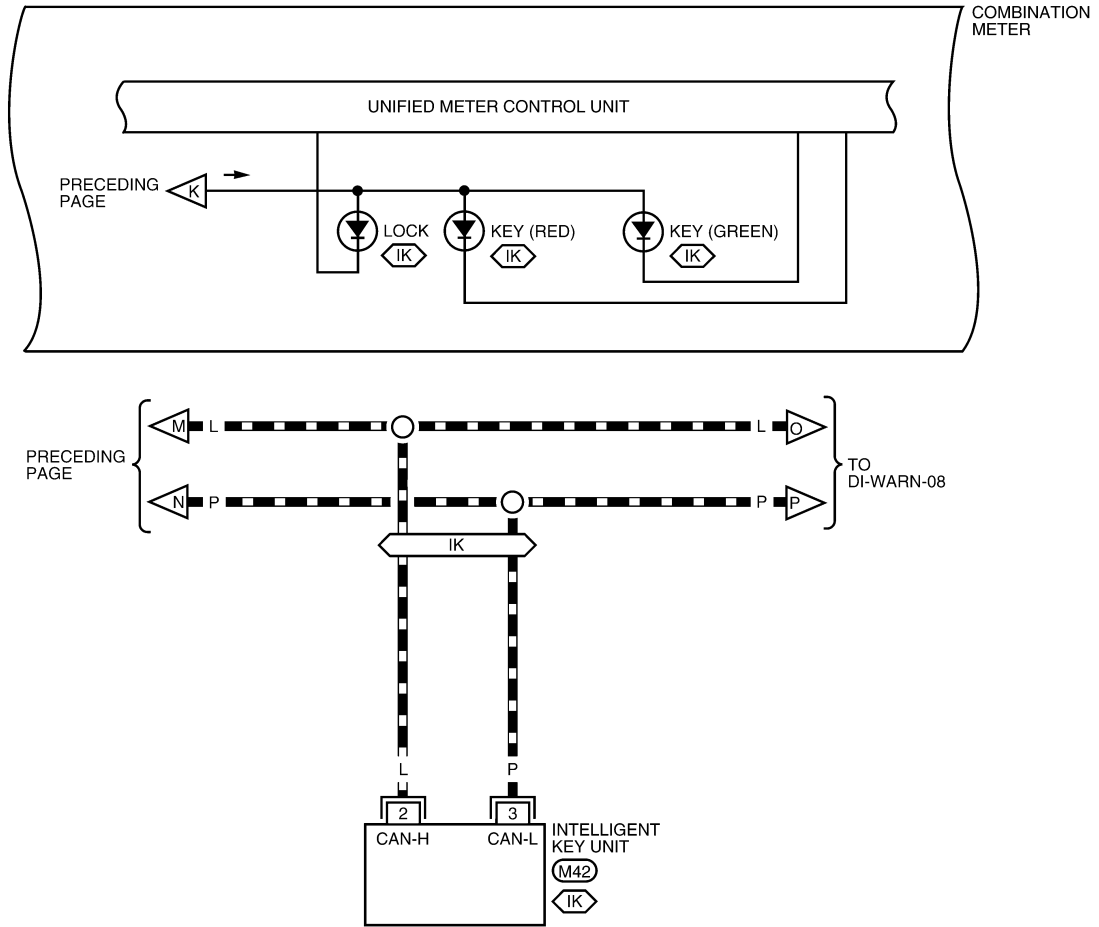 COMBINATION
METER
UNIFIED METER CONTROL UNIT
PRECEDING
PAGE
K
LOCK
IK
KEY (RED)
IK
KEY (GREEN)
IK
PRECEDING
PAGE
M
L
L
O
N
P
P
P
TO
DI-WARN-08
IK
L
P
2
3
CAN-H
CAN-L
INTELLIGENT
KEY UNIT
M42
IK